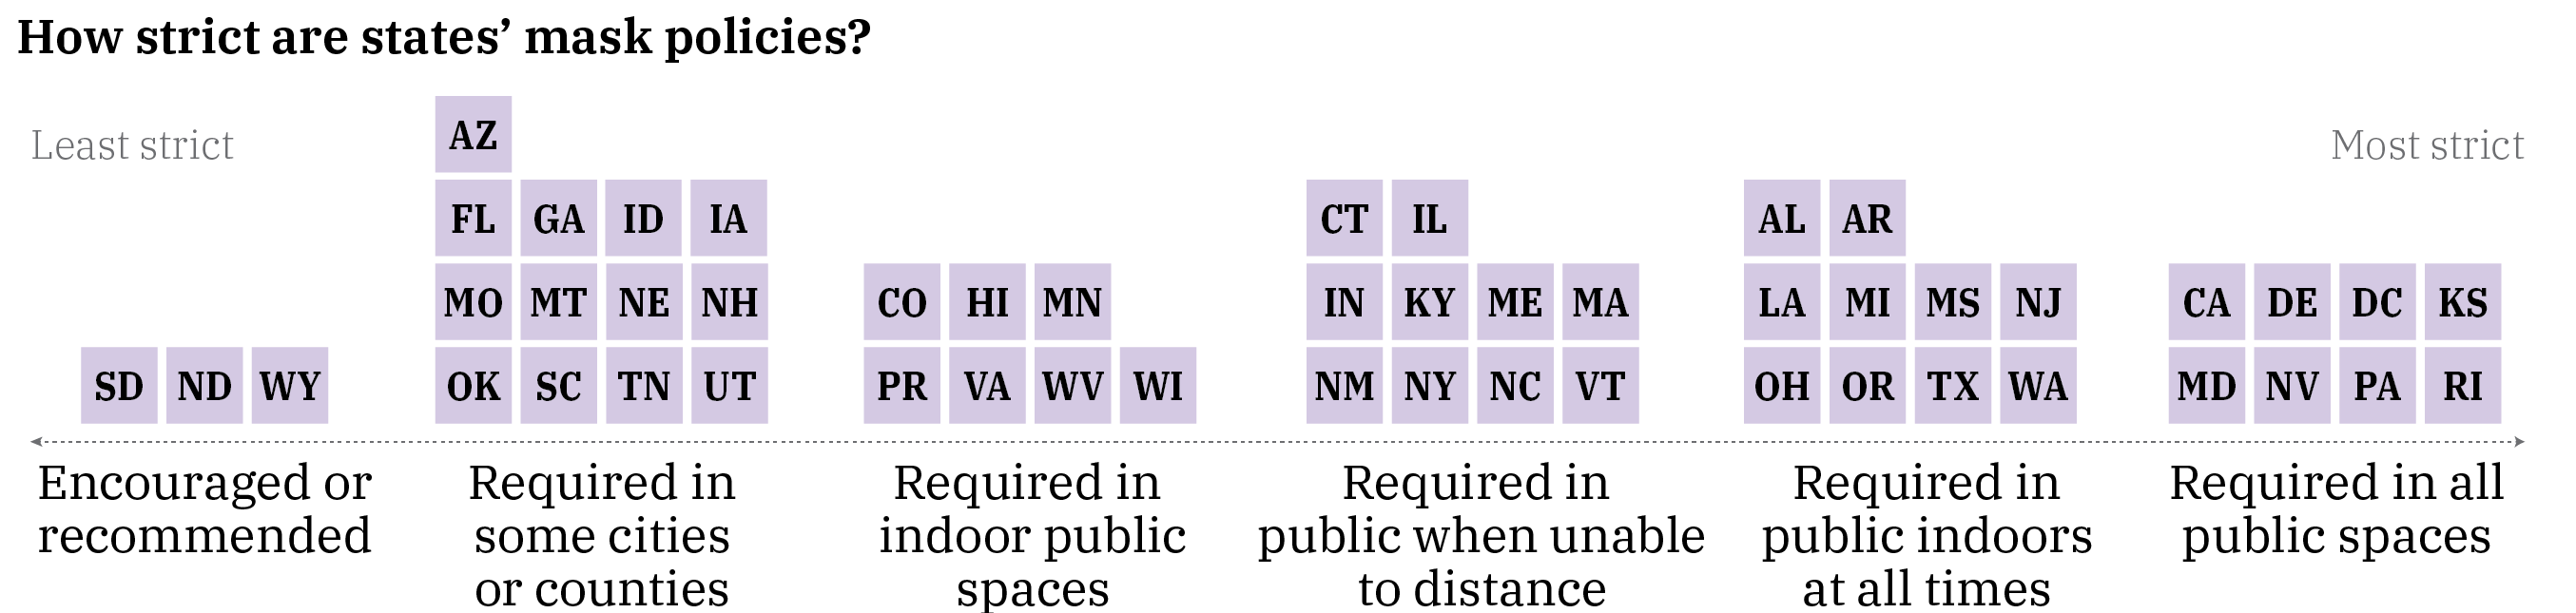 How strict are states’ mask policies?
Least strict
Most strict
AZ
FL GA ID IA
MO MT NE NH
OK SC TN UT
SD ND WY
CO HI MN
PR VA WV WI
CT IL
IN KY ME MA
NM NY NC VT
AL AR
LA MI MS NJ
OH OR TX WA
CA DE DC KS
MD NV PA RI
Encouraged or
recommended
Required in
some cities
or counties
Required in
indoor public
spaces
Required in
public when unable
to distance
Required in
public indoors
at all times
Required in all
public spaces